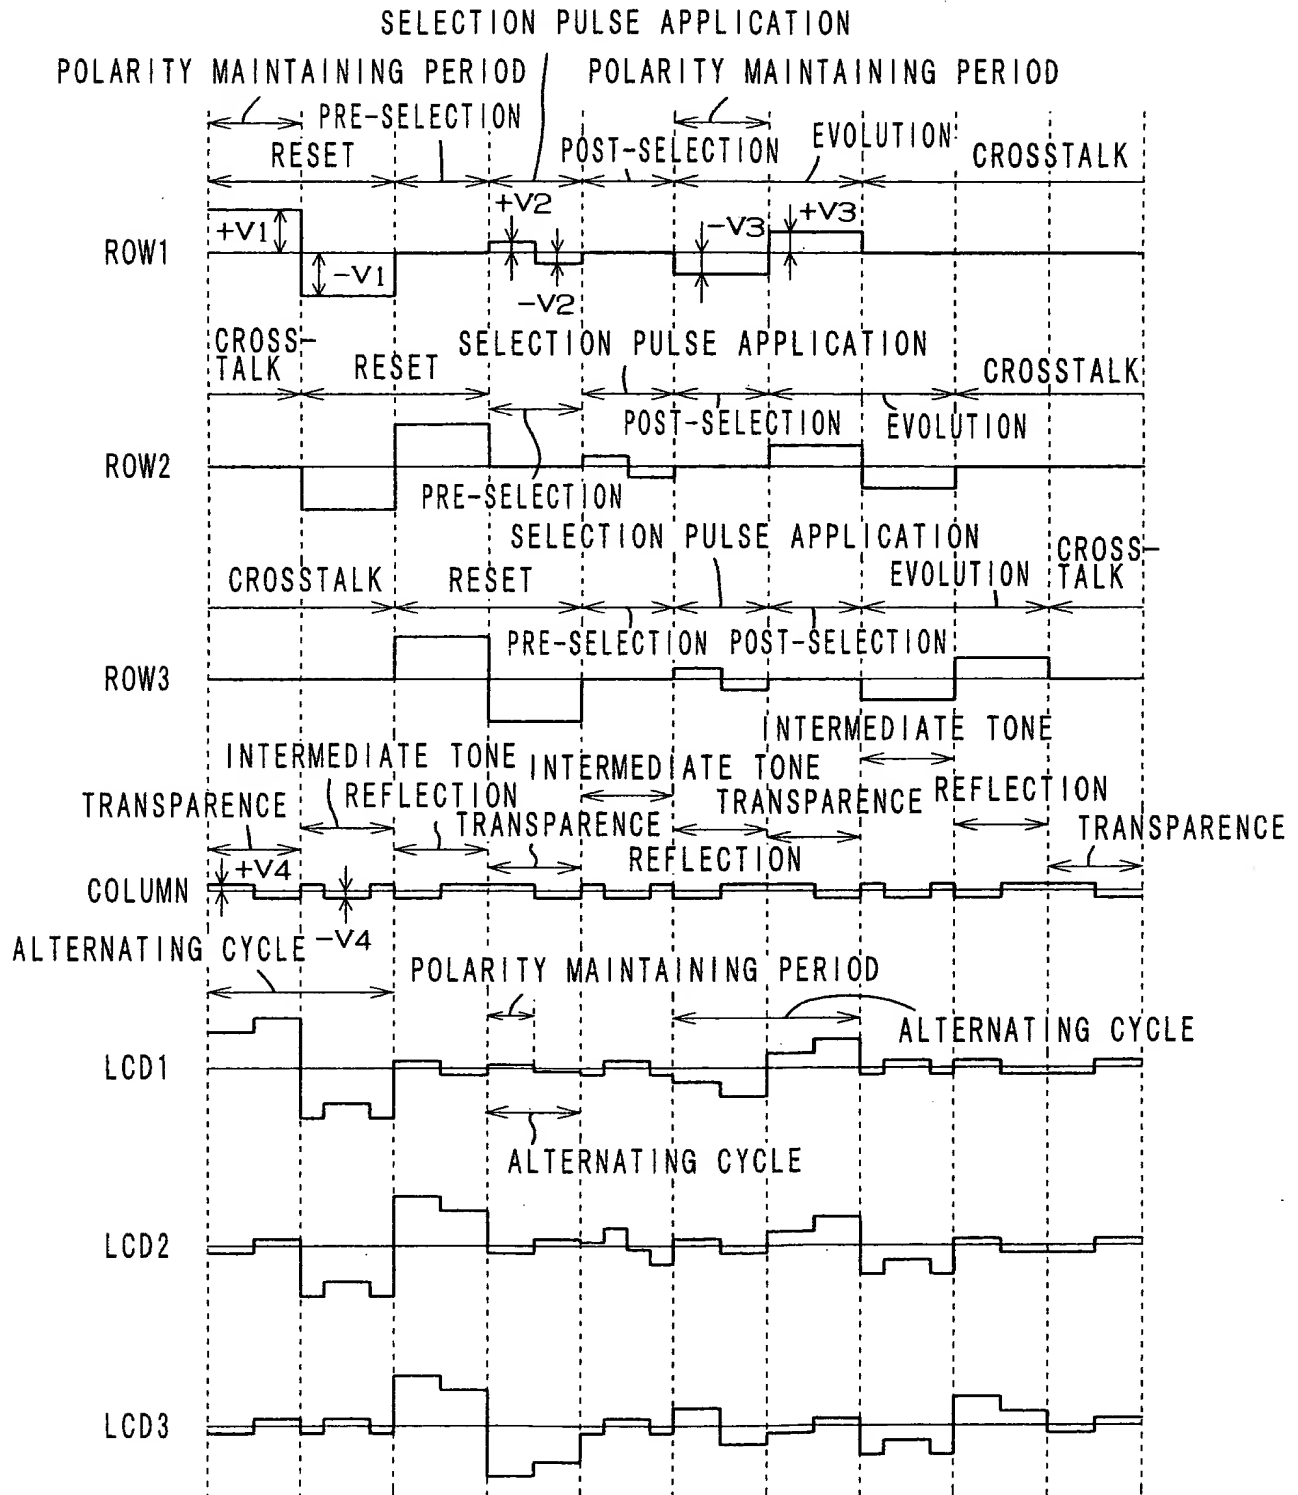 SELECTION PULSE APPLICATION
POLARITY MAINTAINING PERIOD
POLARITY MAINTAINING PERIOD
PRE-SELECTION
RESET
POST-SELECTION
EVOLUTION
CROSSTALK
+V1
-V1
+V2
-V2
-V3
+V3
ROW1
CROSS-
TALK
RESET
SELECTION PULSE APPLICATION
CROSSTALK
POST-SELECTION
EVOLUTION
ROW2
PRE-SELECTION
SELECTION PULSE APPLICATION
CROSS-
TALK
CROSSTALK
RESET
EVOLUTION
PRE-SELECTION
POST-SELECTION
ROW3
INTERMEDIATE TONE
INTERMEDIATE TONE
INTERMEDIATE TONE
TRANSPARENCE
REFLECTION
TRANSPARENCE
REFLECTION
TRANSPARENCE
TRANSPARENCE
REFLECTION
+V4
COLUMN
-V4
ALTERNATING CYCLE
POLARITY MAINTAINING PERIOD
ALTERNATING CYCLE
LCD1
ALTERNATING CYCLE
LCD2
LCD3